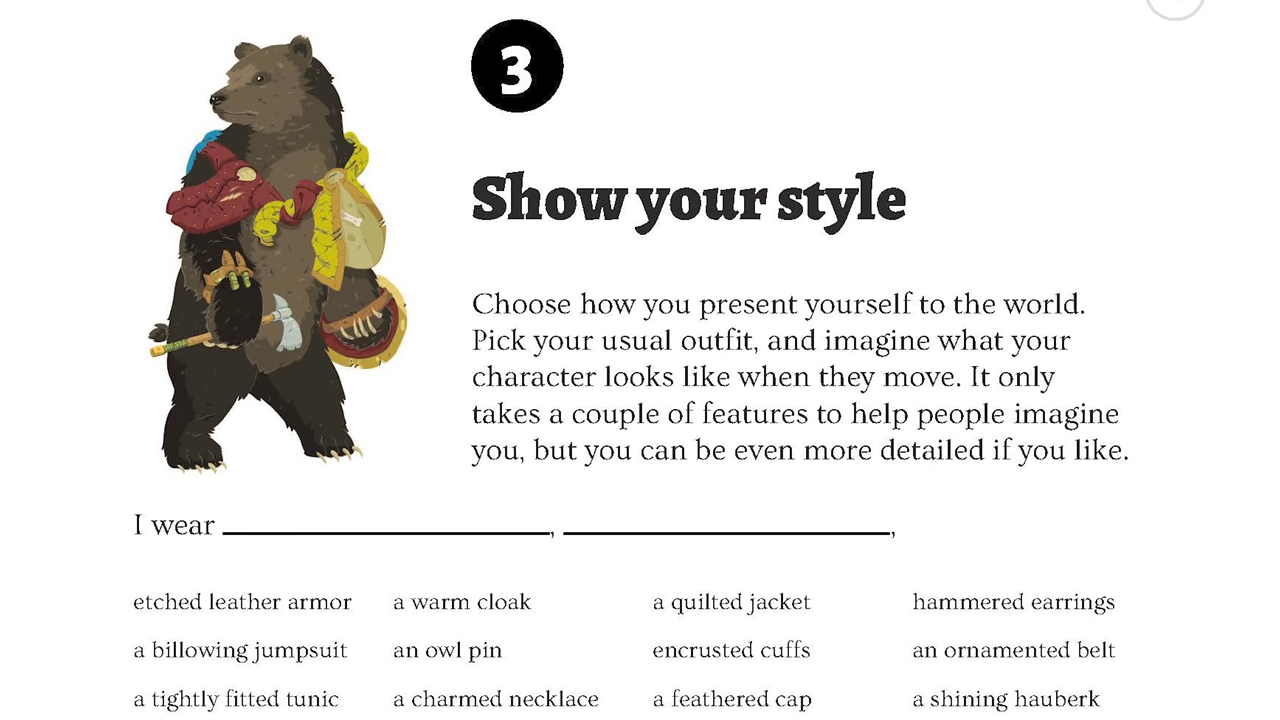 3
Show your style
Choose how you present yourself to the world.
Pick your usual outfit, and imagine what your
character looks like when they move. It only
takes a couple of features to help people imagine
you, but you can be even more detailed if you like.
I wear ____________________, ____________________,
etched leather armor a warm cloak a quilted jacket hammered earrings
a billowing jumpsuit an owl pin encrusted cuffs an ornamented belt
a tightly fitted tunic a charmed necklace a feathered cap a shining hauberk